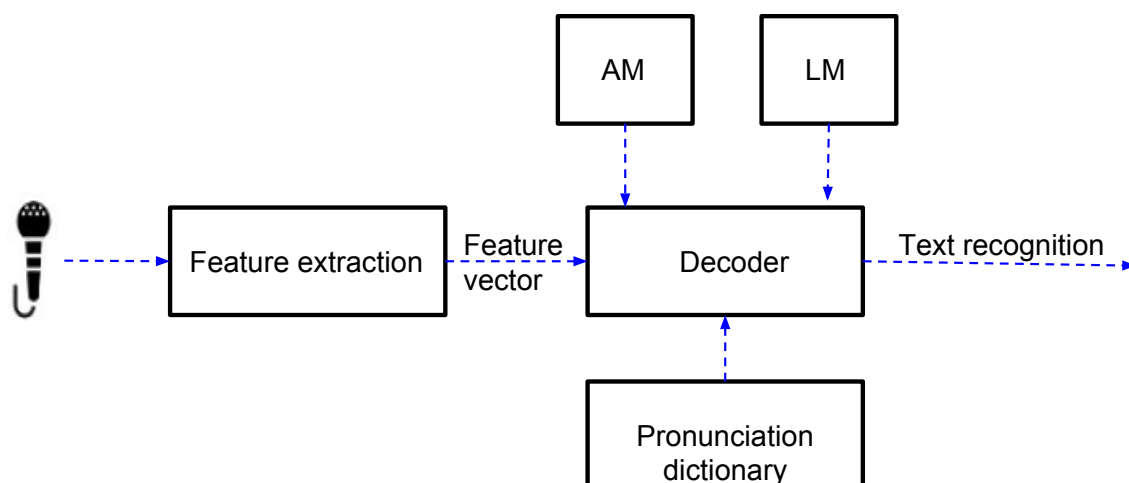 AM
LM
Feature extraction
Feature
vector
Decoder
Text recognition
Pronunciation
dictionary